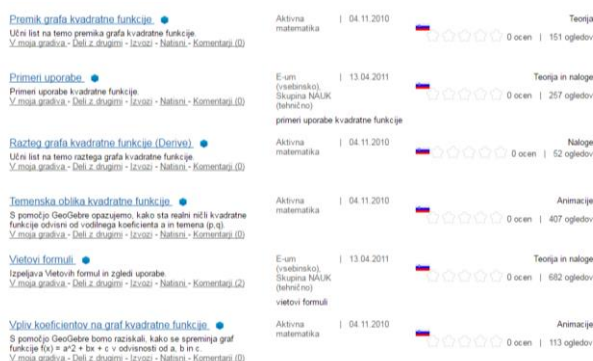 Premik grafa kvadratne funkcije
Učni list na temo premika grafa kvadratne funkcije.
V moja gradiva - Deli z drugimi - Izvozi - Natisni - Komentarji (0)
Aktivna
matematika
| 04.11.2010
Teorija
0 ocen | 151 ogledov
Primeri uporabe
Primeri uporabe kvadratne funkcije.
V moja gradiva - Deli z drugimi - Izvozi - Natisni - Komentarji (0)
E-um
(vsebinsko),
Skupina NAUK
(tehnično)
| 13.04.2011
primeri uporabe kvadratne funkcije
Teorija in naloge
0 ocen | 257 ogledov
Razteg grafa kvadratne funkcije (Derive)
Učni list na temo raztega grafa kvadratne funkcije.
V moja gradiva - Deli z drugimi - Izvozi - Natisni - Komentarji (0)
Aktivna
matematika
| 04.11.2010
Naloge
0 ocen | 52 ogledov
Temenska oblika kvadratne funkcije
S pomočjo GeoGebre opazujemo, kako sta realni ničli kvadratne
funkcije odvisni od vodilnega koeficienta a in temena (p,q).
V moja gradiva - Deli z drugimi - Izvozi - Natisni - Komentarji (0)
Aktivna
matematika
| 04.11.2010
Animacije
0 ocen | 407 ogledov
Vietovi formuli
Izpeljava Vietovih formul in zgledi uporabe.
V moja gradiva - Deli z drugimi - Izvozi - Natisni - Komentarji (2)
E-um
(vsebinsko),
Skupina NAUK
(tehnično)
| 13.04.2011
vietovi formuli
Teorija in naloge
0 ocen | 682 ogledov
Vpliv koeficientov na graf kvadratne funkcije
S pomočjo GeoGebre bomo raziskali, kako se spreminja graf
funkcije f(x) = a^2 + bx + c v odvisnosti od a, b in c.
V moja gradiva - Deli z drugimi - Izvozi - Natisni - Komentarji (0)
Aktivna
matematika
| 04.11.2010
Animacije
0 ocen | 113 ogledov